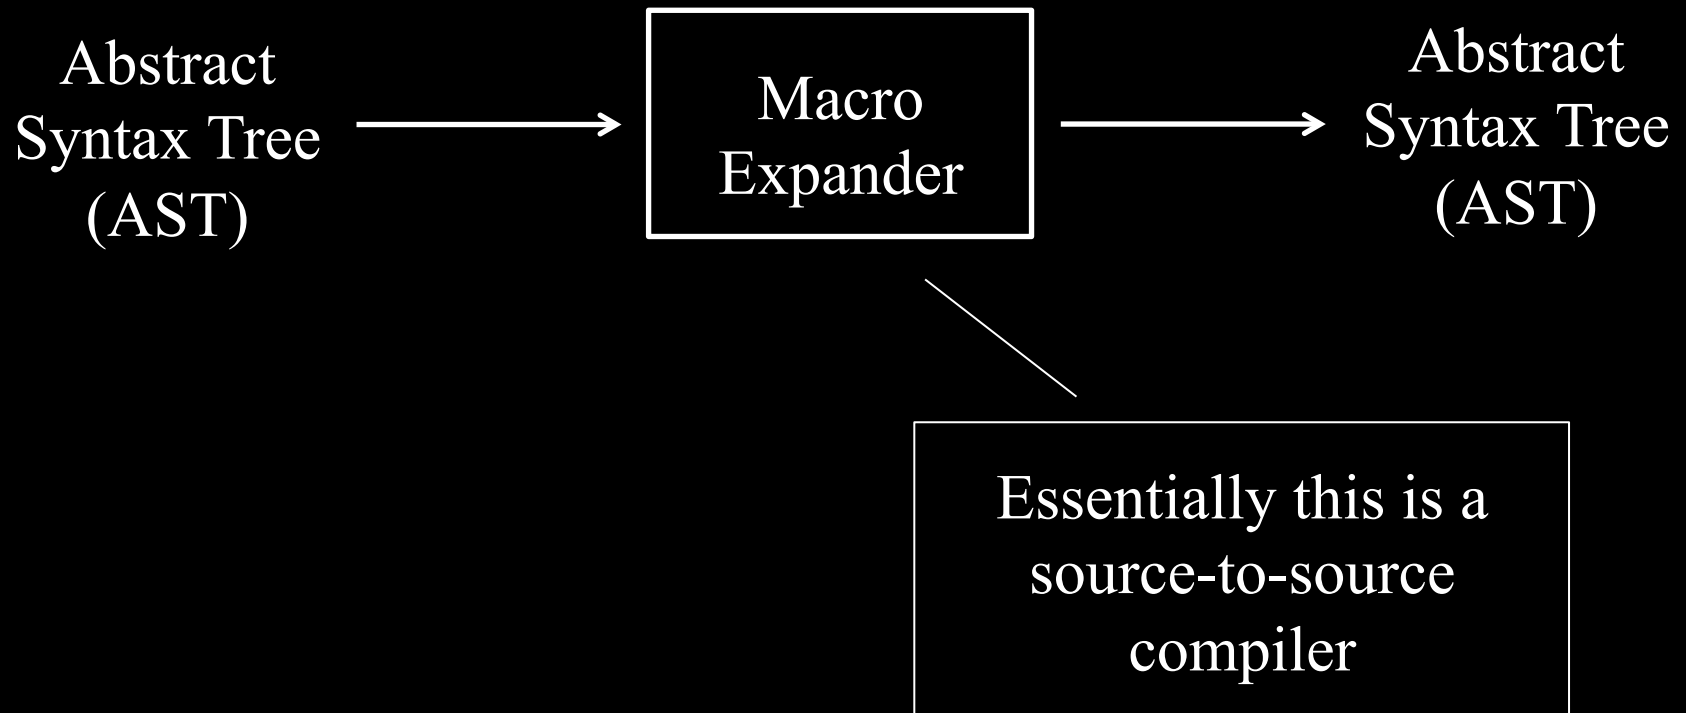 Abstract
Syntax Tree
(AST)
Macro
Expander
Abstract
Syntax Tree
(AST)
Essentially this is a
source-to-source
compiler